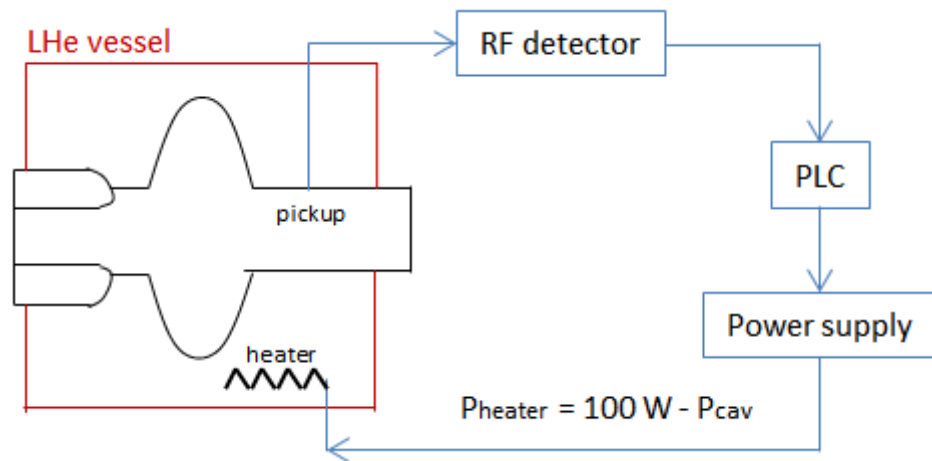 LHe vessel
RF detector
pickup
PLC
Power supply
heater
Pheater = 100 W - Pcav